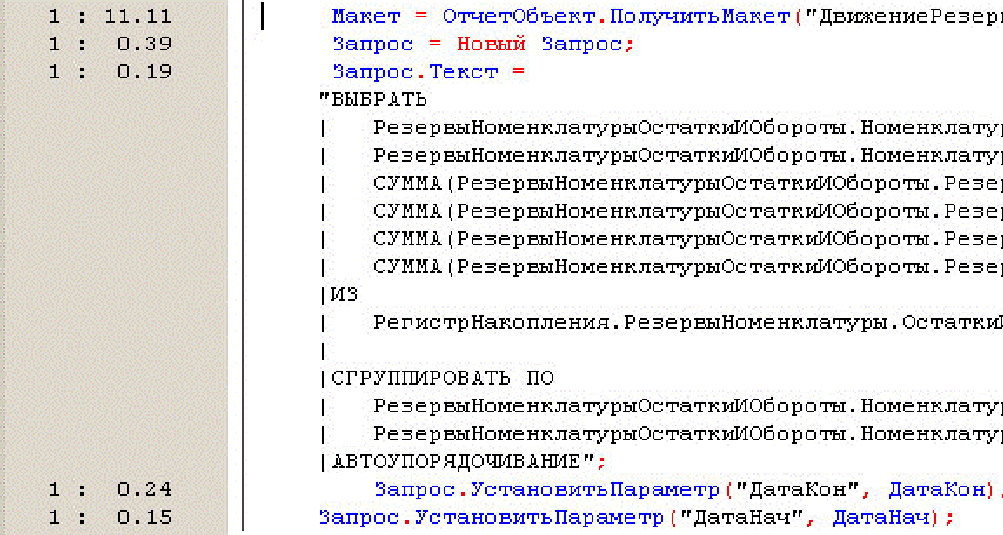 1 : 11.11 Макет = ОтчетОбъект.ПолучитьМакет("ДвижениеРезер
1 : 0.39 Запрос = Новый Запрос;
1 : 0.19 Запрос.Текст =
"ВЫБРАТЬ
| РезервыНоменклатурыОстаткиИОбороты.Номенклату
| РезервыНоменклатурыОстаткиИОбороты.Номенклату
| СУММА(РезервыНоменклатурыОстаткиИОбороты.Резе
| СУММА(РезервыНоменклатурыОстаткиИОбороты.Резе
| СУММА(РезервыНоменклатурыОстаткиИОбороты.Резе
| СУММА(РезервыНоменклатурыОстаткиИОбороты.Резе
|ИЗ
| РегистрНакопления.РезервыНоменклатуры.Остатки
|
|СГРУППИРОВАТЬ ПО
| РезервыНоменклатурыОстаткиИОбороты.Номенклату
| РезервыНоменклатурыОстаткиИОбороты.Номенклату
|АВТОУПОРЯДОЧИВАНИЕ";
1 : 0.24 Запрос.УстановитьПараметр("ДатаКон", ДатаКон)
1 : 0.15 Запрос.УстановитьПараметр("ДатаНач", ДатаНач);